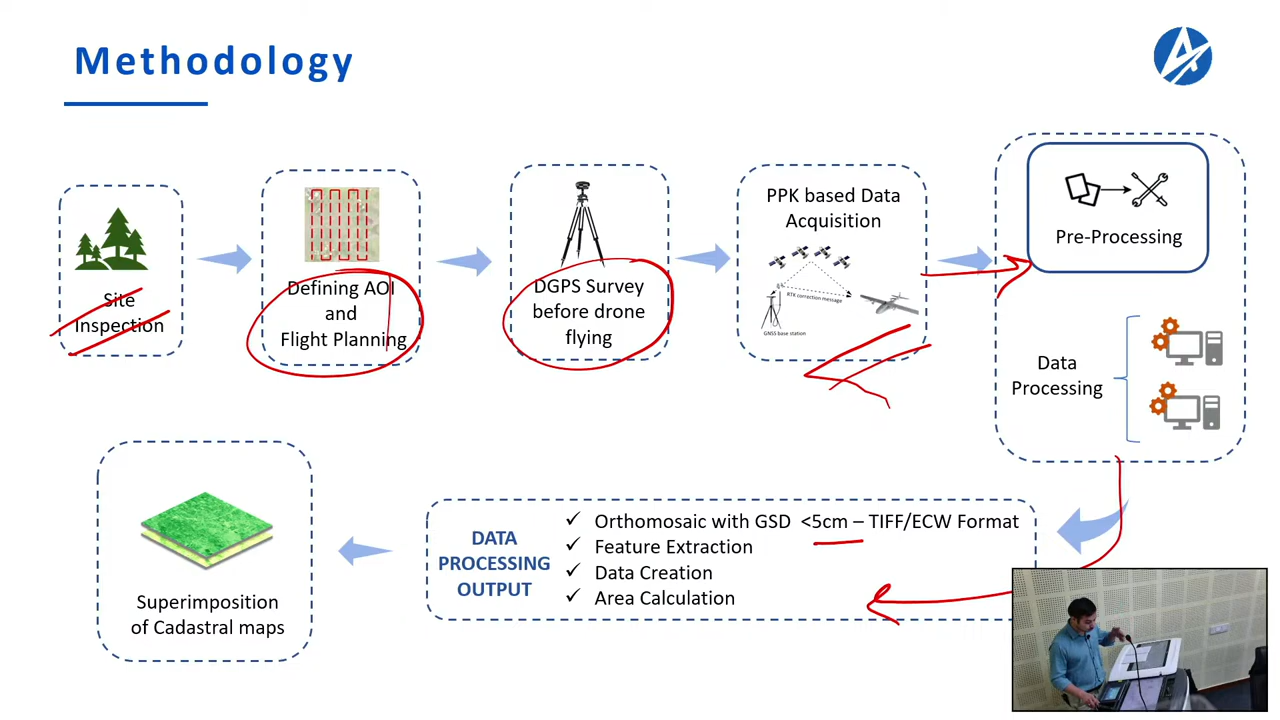 Methodology
Site
Inspection
Defining AOI
and
Flight Planning
DGPS Survey
before drone
flying
PPK based Data
Acquisition
RTK correction message
GNSS base station
Pre-Processing
Data
Processing
DATA
PROCESSING
OUTPUT
✓ Orthomosaic with GSD <5cm – TIFF/ECW Format
✓ Feature Extraction
✓ Data Creation
✓ Area Calculation
Superimposition
of Cadastral maps